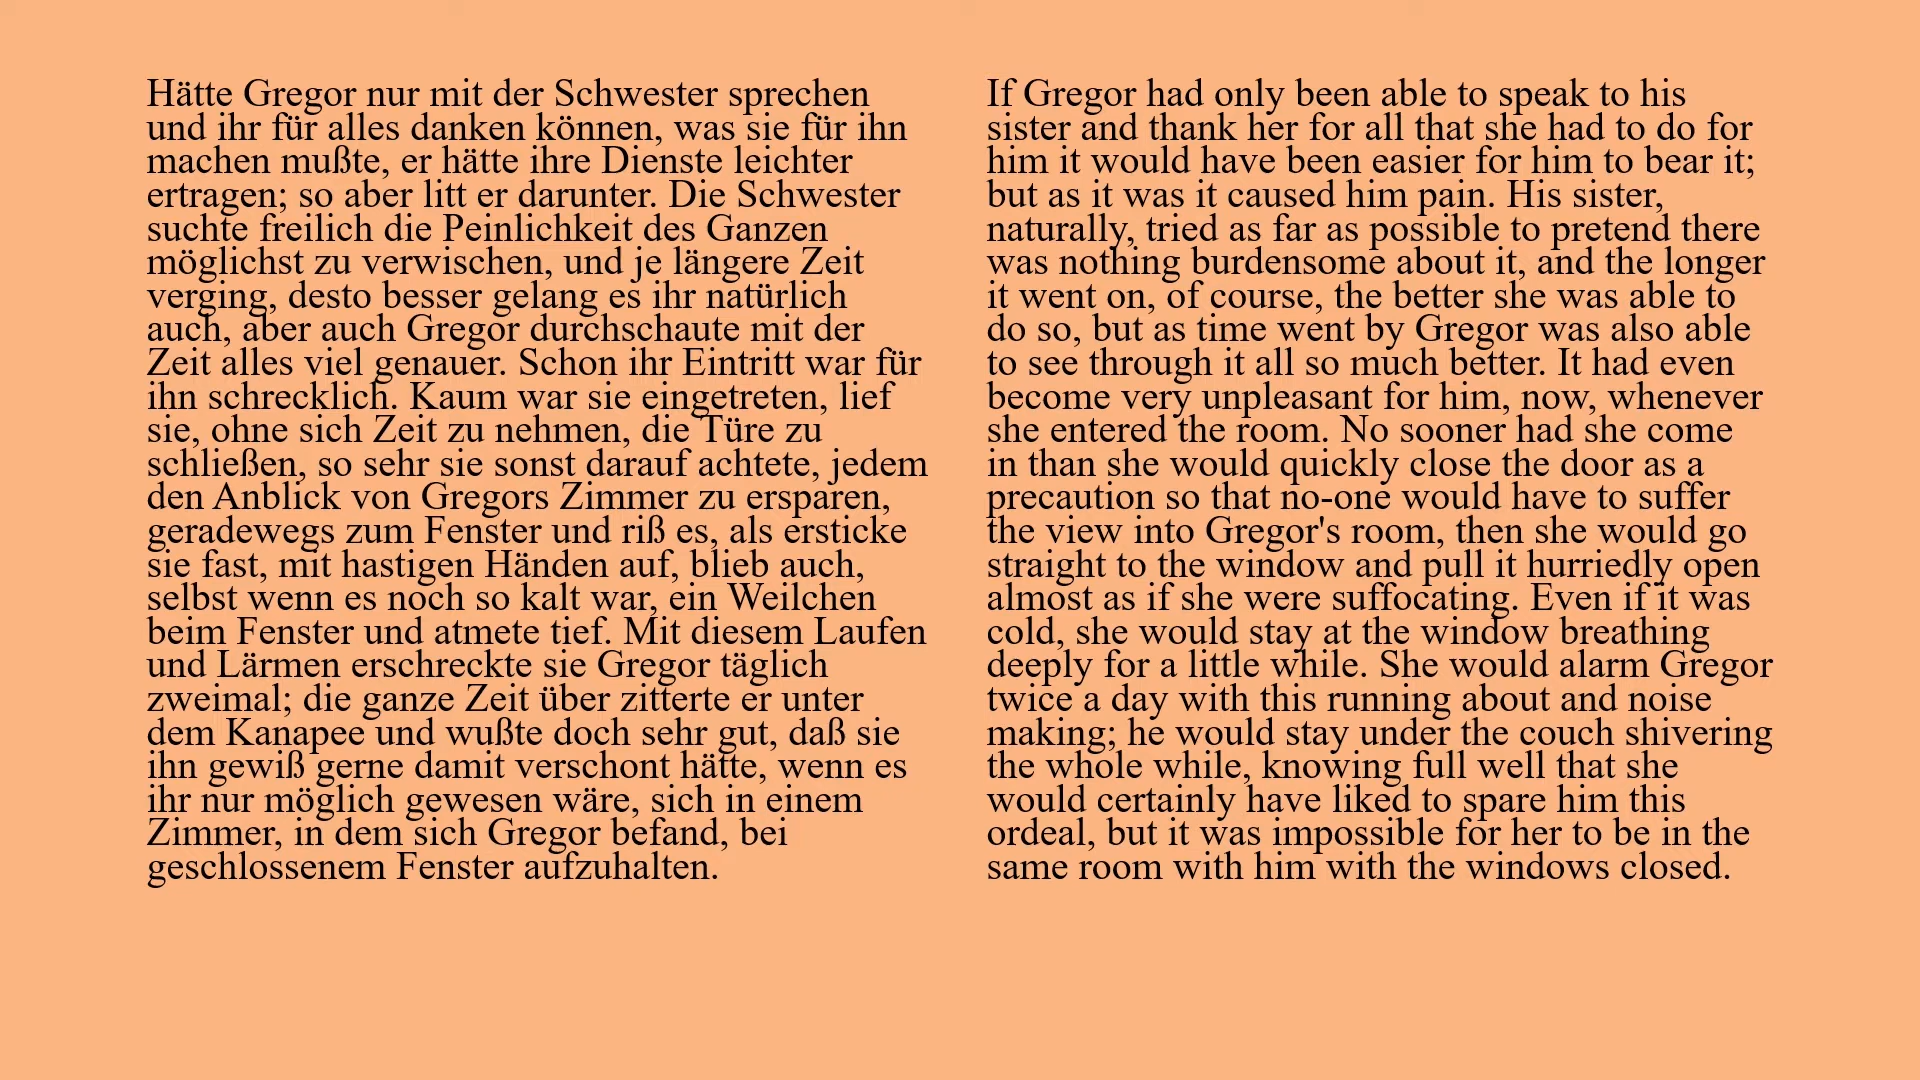 Hätte Gregor nur mit der Schwester sprechen
und ihr für alles danken können, was sie für ihn
machen mußte, er hätte ihre Dienste leichter
ertragen; so aber litt er darunter. Die Schwester
suchte freilich die Peinlichkeit des Ganzen
möglichst zu verwischen, und je längere Zeit
verging, desto besser gelang es ihr natürlich
auch, aber auch Gregor durchschaute mit der
Zeit alles viel genauer. Schon ihr Eintritt war für
ihn schrecklich. Kaum war sie eingetreten, lief
sie, ohne sich Zeit zu nehmen, die Türe zu
schließen, so sehr sie sonst darauf achtete, jedem
den Anblick von Gregors Zimmer zu ersparen,
geradewegs zum Fenster und riß es, als ersticke
sie fast, mit hastigen Händen auf, blieb auch,
selbst wenn es noch so kalt war, ein Weilchen
beim Fenster und atmete tief. Mit diesem Laufen
und Lärmen erschreckte sie Gregor täglich
zweimal; die ganze Zeit über zitterte er unter
dem Kanapee und wußte doch sehr gut, daß sie
ihn gewiß gerne damit verschont hätte, wenn es
ihr nur möglich gewesen wäre, sich in einem
Zimmer, in dem sich Gregor befand, bei
geschlossenem Fenster aufzuhalten.
If Gregor had only been able to speak to his
sister and thank her for all that she had to do for
him it would have been easier for him to bear it;
but as it was it caused him pain. His sister,
naturally, tried as far as possible to pretend there
was nothing burdensome about it, and the longer
it went on, of course, the better she was able to
do so, but as time went by Gregor was also able
to see through it all so much better. It had even
become very unpleasant for him, now, whenever
she entered the room. No sooner had she come
in than she would quickly close the door as a
precaution so that no-one would have to suffer
the view into Gregor's room, then she would go
straight to the window and pull it hurriedly open
almost as if she were suffocating. Even if it was
cold, she would stay at the window breathing
deeply for a little while. She would alarm Gregor
twice a day with this running about and noise
making; he would stay under the couch shivering
the whole while, knowing full well that she
would certainly have liked to spare him this
ordeal, but it was impossible for her to be in the
same room with him with the windows closed.